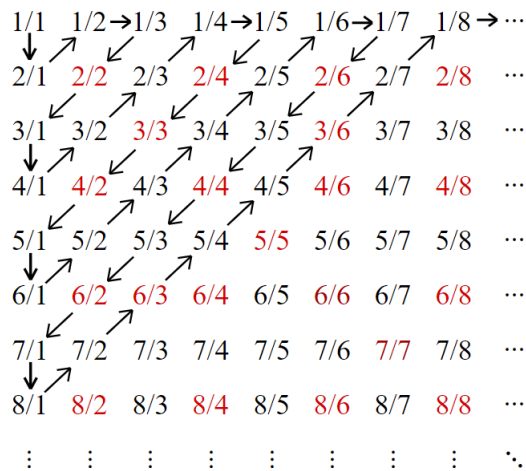 1/1 1/2 → 1/3 1/4 → 1/5 1/6 → 1/7 1/8 → ⋯
2/1 2/2 2/3 2/4 2/5 2/6 2/7 2/8 ⋯
3/1 3/2 3/3 3/4 3/5 3/6 3/7 3/8 ⋯
4/1 4/2 4/3 4/4 4/5 4/6 4/7 4/8 ⋯
5/1 5/2 5/3 5/4 5/5 5/6 5/7 5/8 ⋯
6/1 6/2 6/3 6/4 6/5 6/6 6/7 6/8 ⋯
7/1 7/2 7/3 7/4 7/5 7/6 7/7 7/8 ⋯
8/1 8/2 8/3 8/4 8/5 8/6 8/7 8/8 ⋯
⋮ ⋮ ⋮ ⋮ ⋮ ⋮ ⋮ ⋮ ⋱